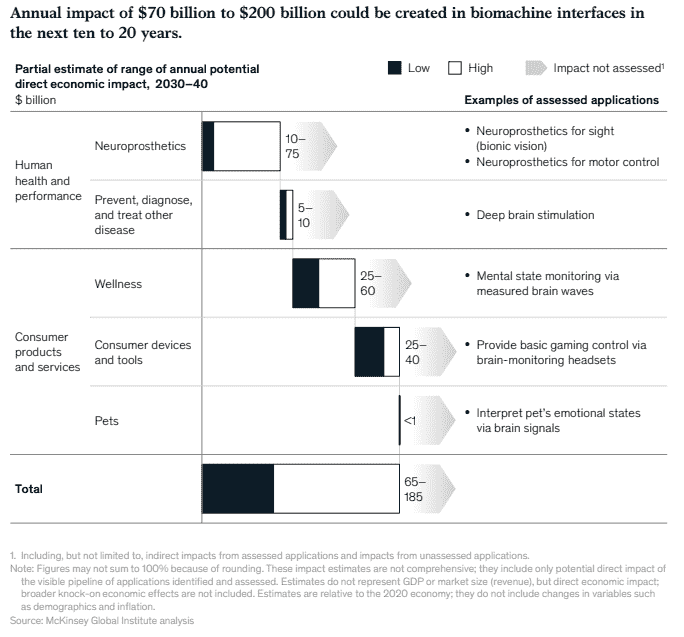 Annual impact of $70 billion to $200 billion could be created in biomachine interfaces in
the next ten to 20 years.
Partial estimate of range of annual potential
direct economic impact, 2030–40
$ billion
Low
High
Impact not assessed¹
Examples of assessed applications
Human
health and
performance
Neuroprosthetics
10–
75
• Neuroprosthetics for sight
(bionic vision)
• Neuroprosthetics for motor control
Prevent, diagnose,
and treat other
disease
5–
10
• Deep brain stimulation
Consumer
products
and services
Wellness
25–
60
• Mental state monitoring via
measured brain waves
Consumer devices
and tools
25–
40
• Provide basic gaming control via
brain-monitoring headsets
Pets
<1
• Interpret pet's emotional states
via brain signals
Total
65–
185
1. Including, but not limited to, indirect impacts from assessed applications and impacts from unassessed applications.
Note: Figures may not sum to 100% because of rounding. These impact estimates are not comprehensive; they include only potential direct impact of
the visible pipeline of applications identified and assessed. Estimates do not represent GDP or market size (revenue), but direct economic impact;
broader knock-on economic effects are not included. Estimates are relative to the 2020 economy; they do not include changes in variables such
as demographics and inflation.
Source: McKinsey Global Institute analysis